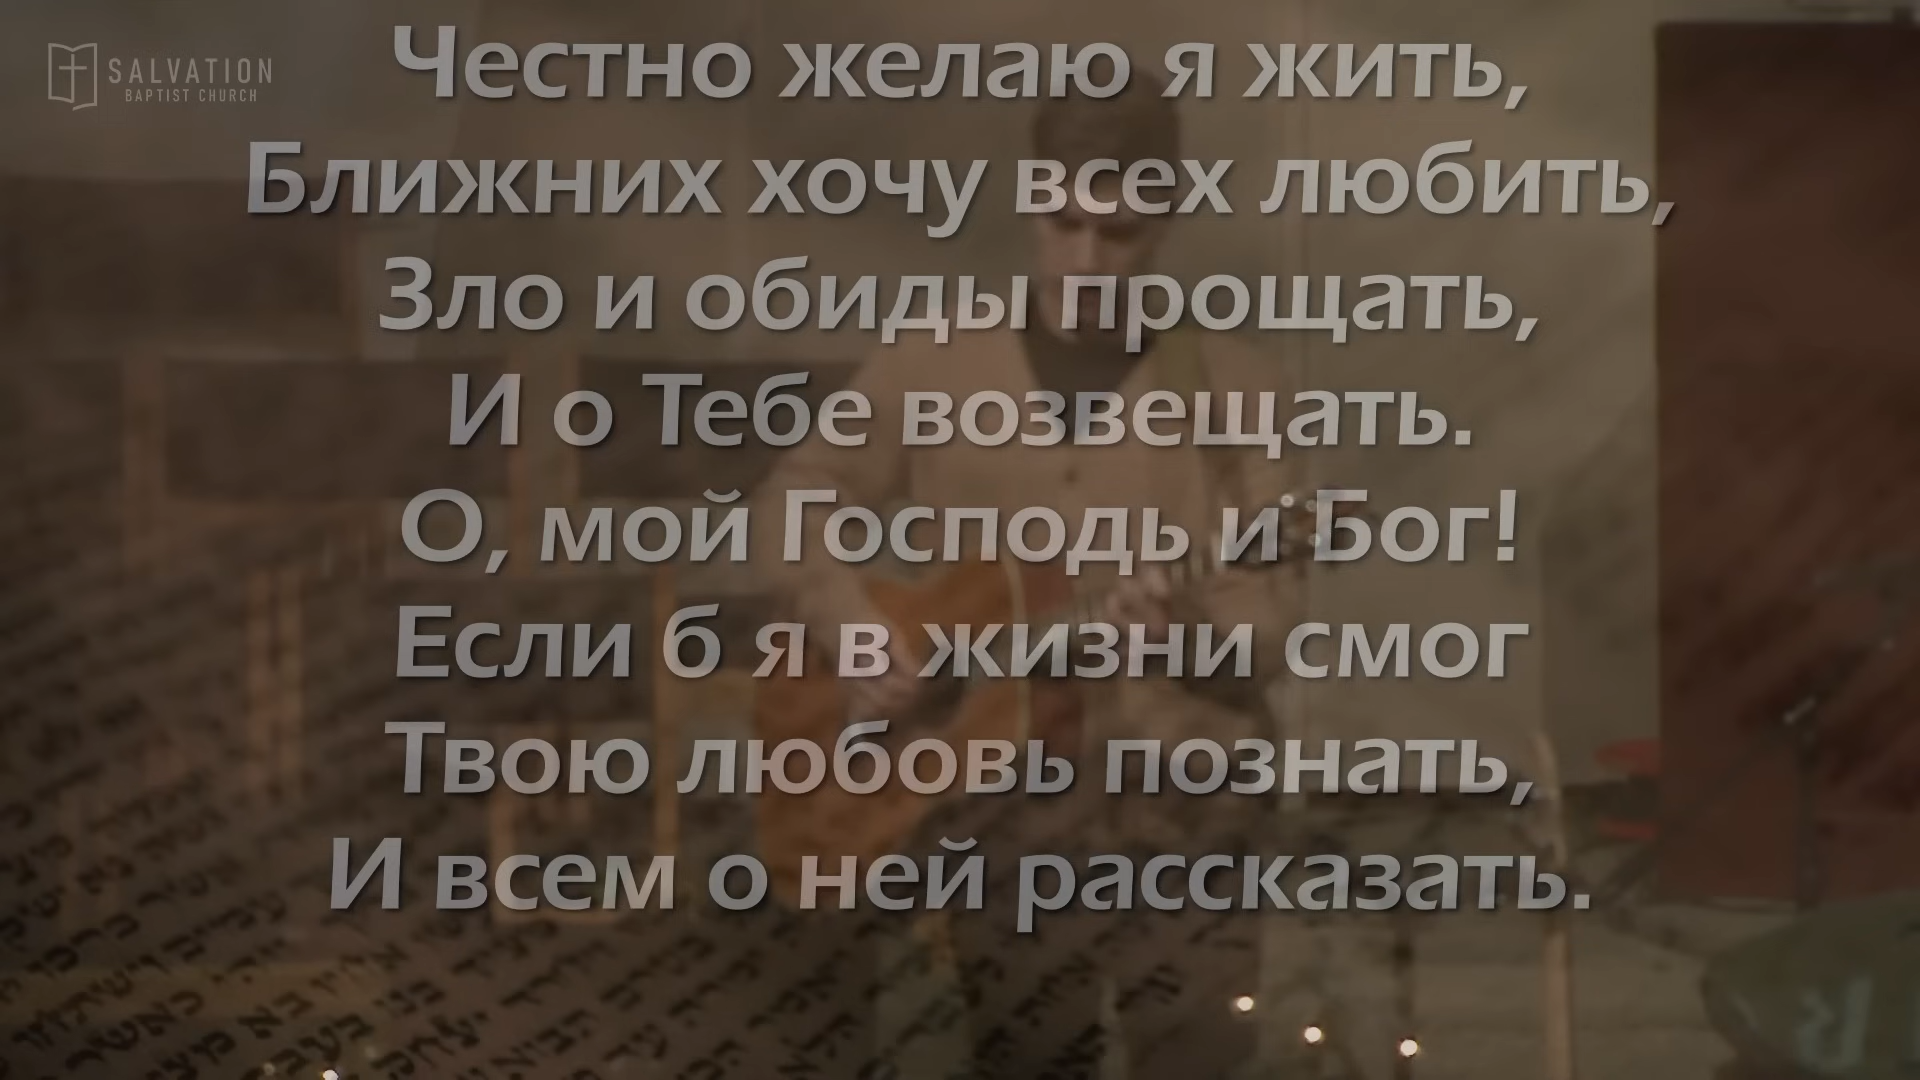 SALVATION
BAPTIST CHURCH
Честно желаю я жить,
Ближних хочу всех любить,
Зло и обиды прощать,
И о Тебе возвещать.
О, мой Господь и Бог!
Если б я в жизни смог
Твою любовь познать,
И всем о ней рассказать.